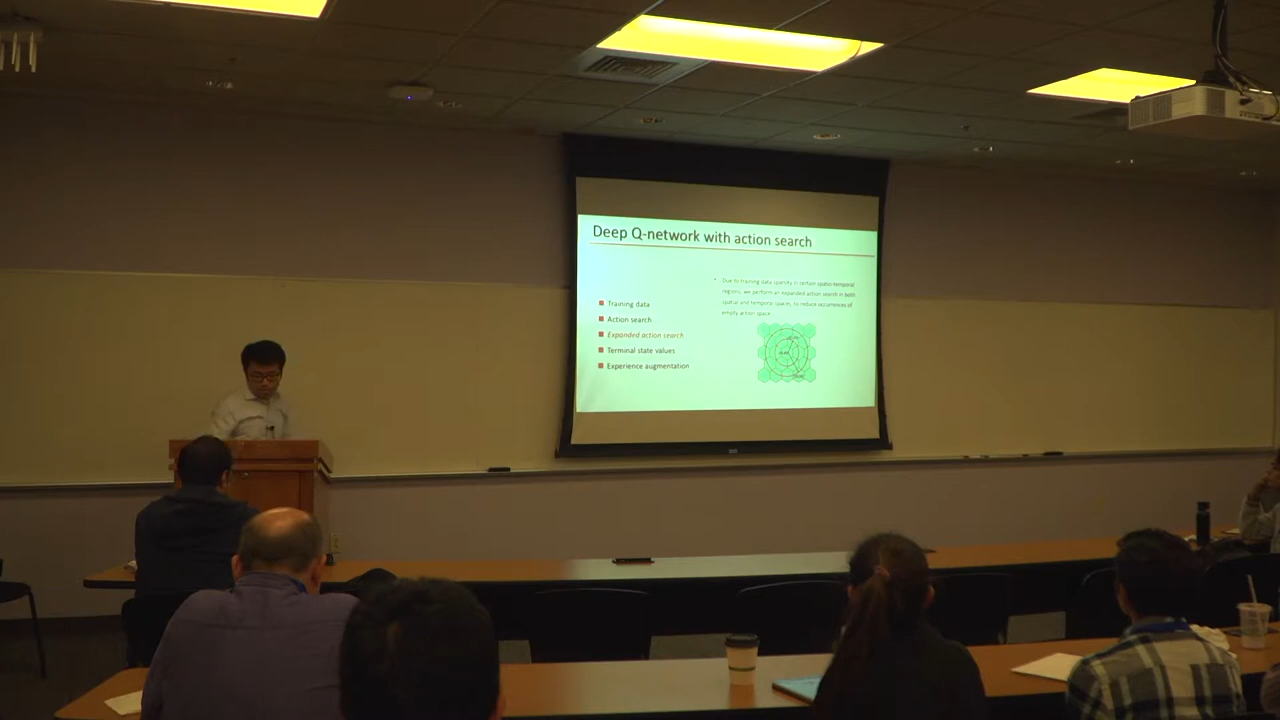 Deep Q-network with action search
Training data
Action search
Expanded action search
Terminal state values
Experience augmentation
Due to training data sparsity in certain spatio-temporal
regions, we perform an expanded action search in both
spatial and temporal spaces, to reduce occurrences of
empty action space.